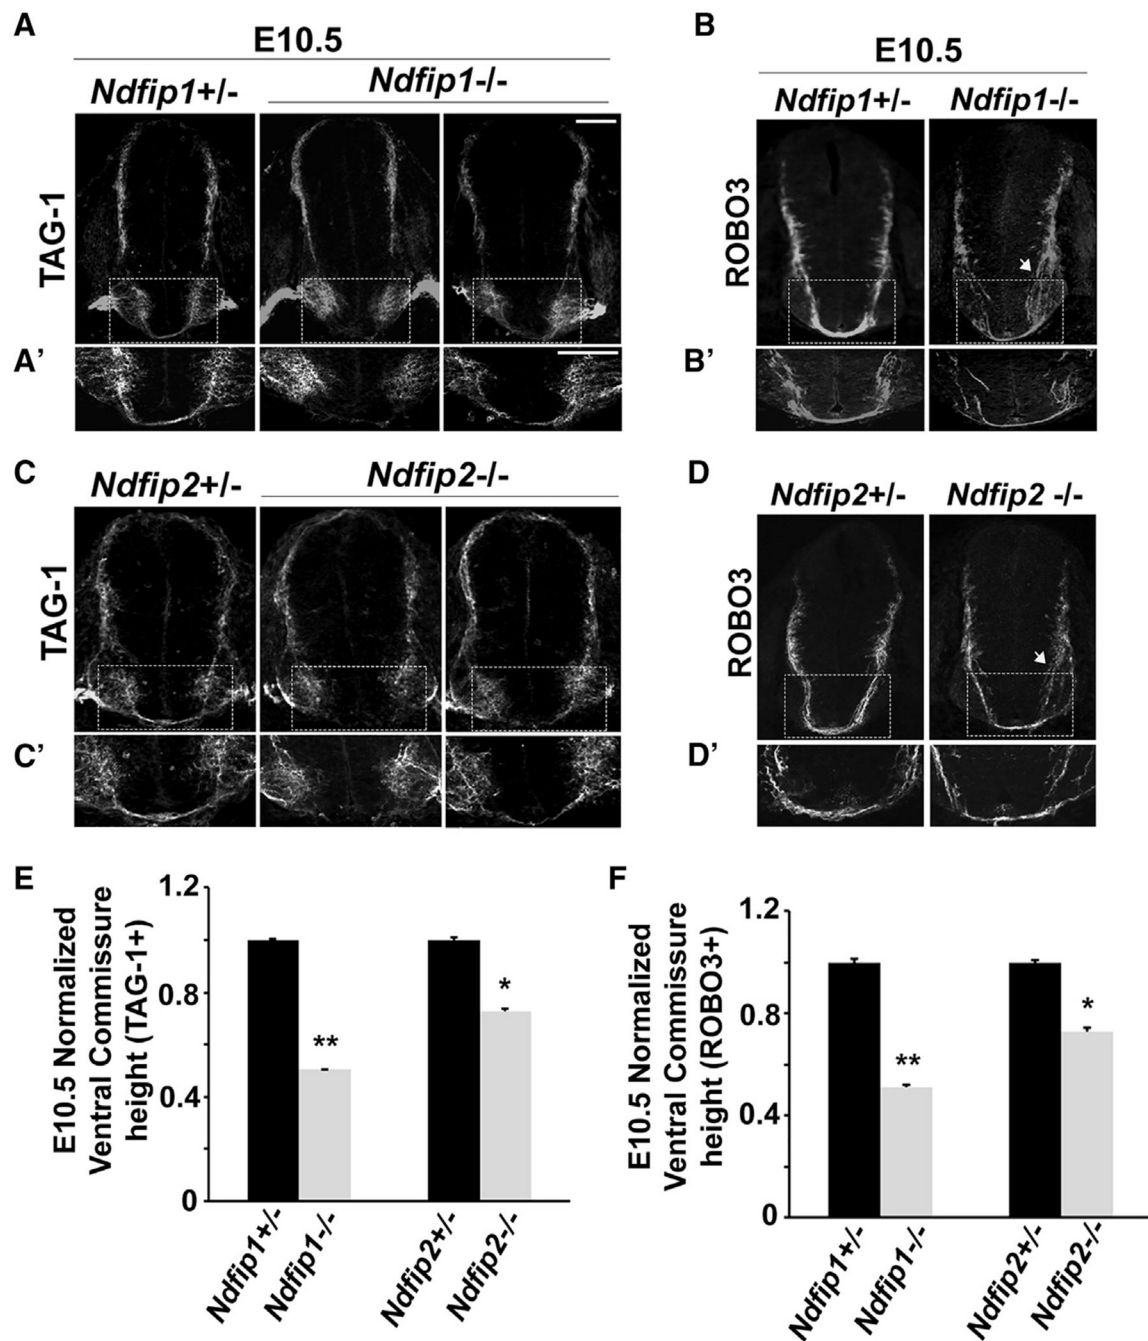 A
E10.5
Ndfip1+/-
Ndfip1-/-
TAG-1
A'
B
E10.5
Ndfip1+/-
Ndfip1-/-
ROBO3
B'
C
Ndfip2+/-
Ndfip2-/-
TAG-1
C'
D
Ndfip2+/-
Ndfip2 -/-
ROBO3
D'
E
E10.5 Normalized
Ventral Commissure
height (TAG-1+)
1.2
0.8
0.4
0
**
*
Ndfip1+/-
Ndfip1-/-
Ndfip2+/-
Ndfip2-/-
F
E10.5 Normalized
Ventral Commissure
height (ROBO3+)
1.2
0.8
0.4
0
**
*
Ndfip1+/-
Ndfip1-/-
Ndfip2+/-
Ndfip2-/-